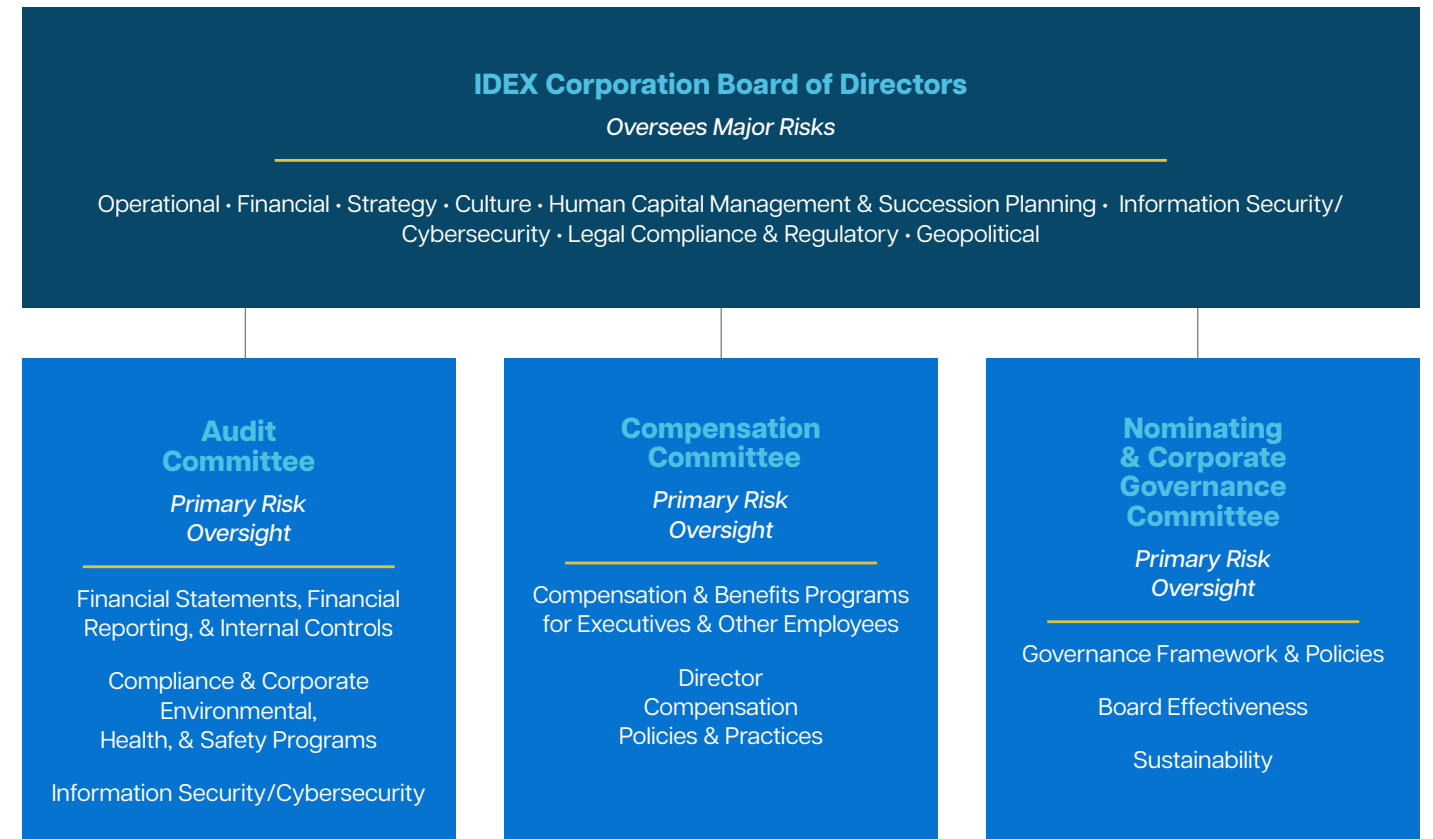 IDEX Corporation Board of Directors
Oversees Major Risks
Operational · Financial · Strategy · Culture · Human Capital Management & Succession Planning · Information Security/
Cybersecurity · Legal Compliance & Regulatory · Geopolitical
Audit
Committee
Primary Risk
Oversight
Financial Statements, Financial
Reporting, & Internal Controls
Compliance & Corporate
Environmental,
Health, & Safety Programs
Information Security/Cybersecurity
Compensation
Committee
Primary Risk
Oversight
Compensation & Benefits Programs
for Executives & Other Employees
Director
Compensation
Policies & Practices
Nominating
& Corporate
Governance
Committee
Primary Risk
Oversight
Governance Framework & Policies
Board Effectiveness
Sustainability